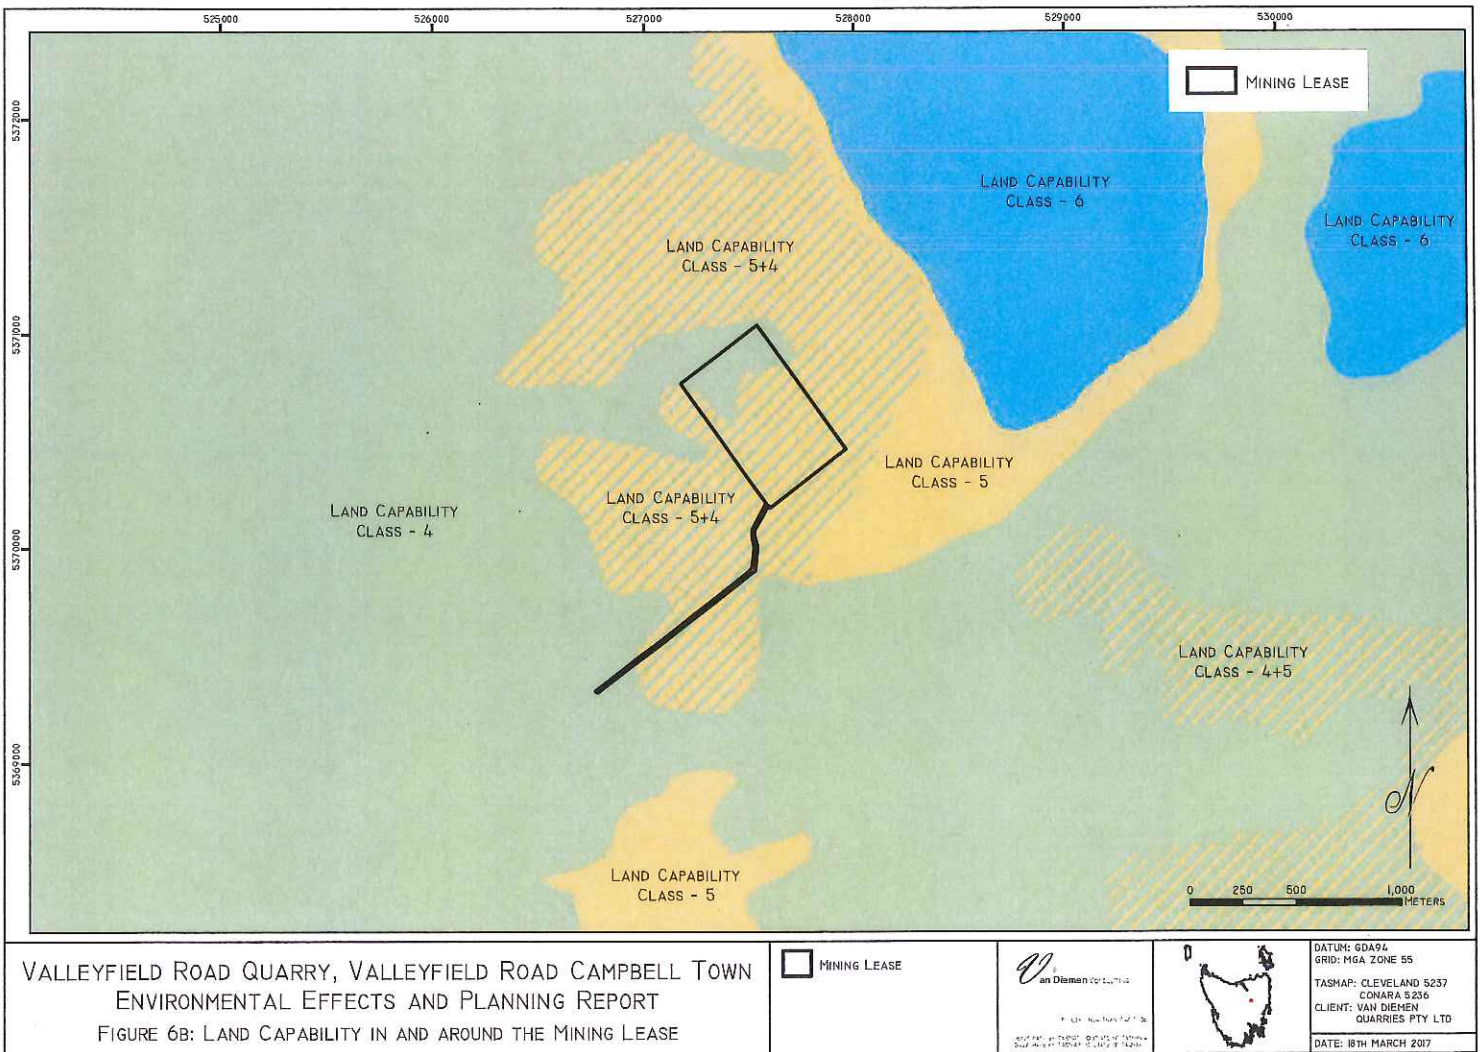 525000
526000
527000
528000
529000
530000
5372000
5371000
5370000
5369000
MINING LEASE
LAND CAPABILITY
CLASS - 6
LAND CAPABILITY
CLASS - 6
LAND CAPABILITY
CLASS - 5+4
LAND CAPABILITY
CLASS - 5
LAND CAPABILITY
CLASS - 5+4
LAND CAPABILITY
CLASS - 4
LAND CAPABILITY
CLASS - 4+5
LAND CAPABILITY
CLASS - 5
N
0 250 500 1,000
METERS
VALLEYFIELD ROAD QUARRY, VALLEYFIELD ROAD CAMPBELL TOWN
ENVIRONMENTAL EFFECTS AND PLANNING REPORT
FIGURE 6B: LAND CAPABILITY IN AND AROUND THE MINING LEASE
MINING LEASE
Van Diemen
DATUM: GDA94
GRID: MGA ZONE 55
TASMAP: CLEVELAND 5237
CONARA 5236
CLIENT: VAN DIEMEN
QUARRIES PTY LTD
DATE: 18TH MARCH 2017